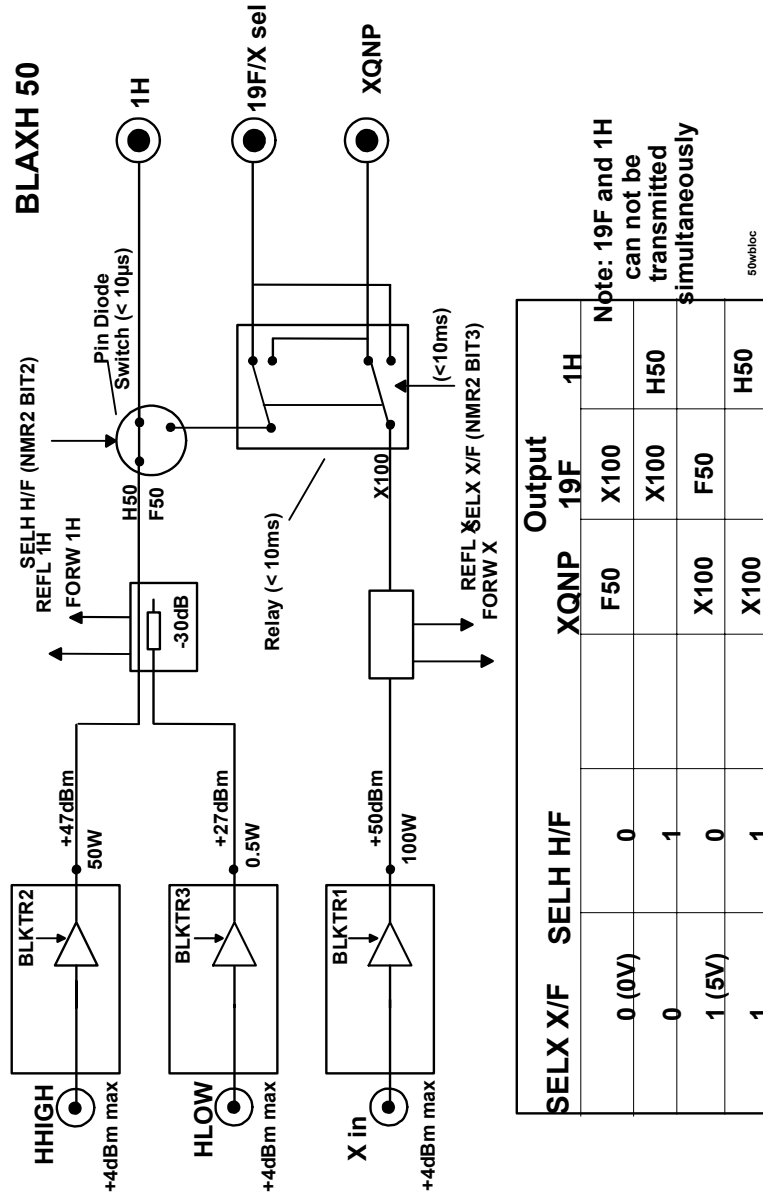 BLAXH 50
HHIGH
+4dBm max
BLKTR2
+47dBm
50W
HLOW
+4dBm max
BLKTR3
+27dBm
0.5W
X in
+4dBm max
BLKTR1
+50dBm
100W
-30dB
REFL 1H
FORW 1H
SELH H/F (NMR2 BIT2)
H50
F50
Pin Diode
Switch (< 10µs)
1H
19F/X sel
XQNP
Relay (< 10ms)
X100
(<10ms)
SELX X/F (NMR2 BIT3)
REFL X
FORW X
Output
SELX X/F SELH H/F XQNP 19F 1H
0 (0V) 0 F50 X100
0 1 X100 H50
1 (5V) 0 X100 F50
1 1 X100 H50
Note: 19F and 1H
can not be
transmitted
simultaneously
50wbloc